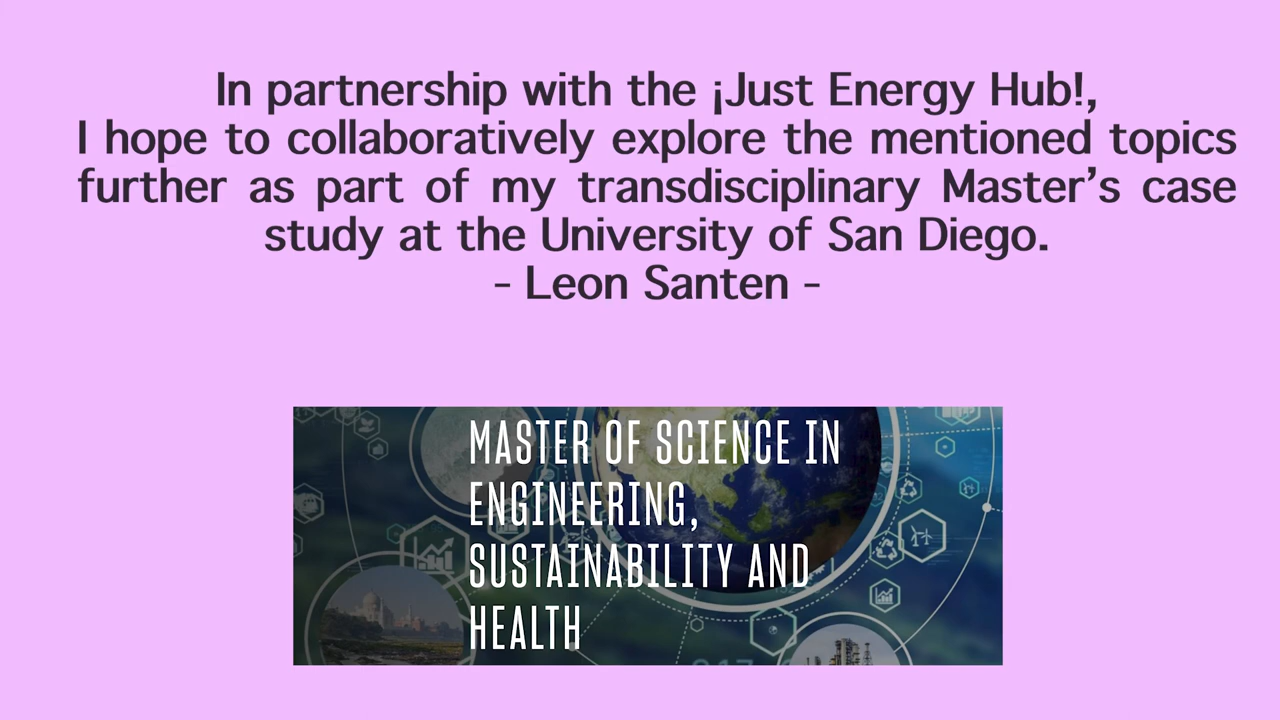 In partnership with the ¡Just Energy Hub!,
I hope to collaboratively explore the mentioned topics
further as part of my transdisciplinary Master’s case
study at the University of San Diego.
- Leon Santen -
MASTER OF SCIENCE IN
ENGINEERING,
SUSTAINABILITY AND
HEALTH